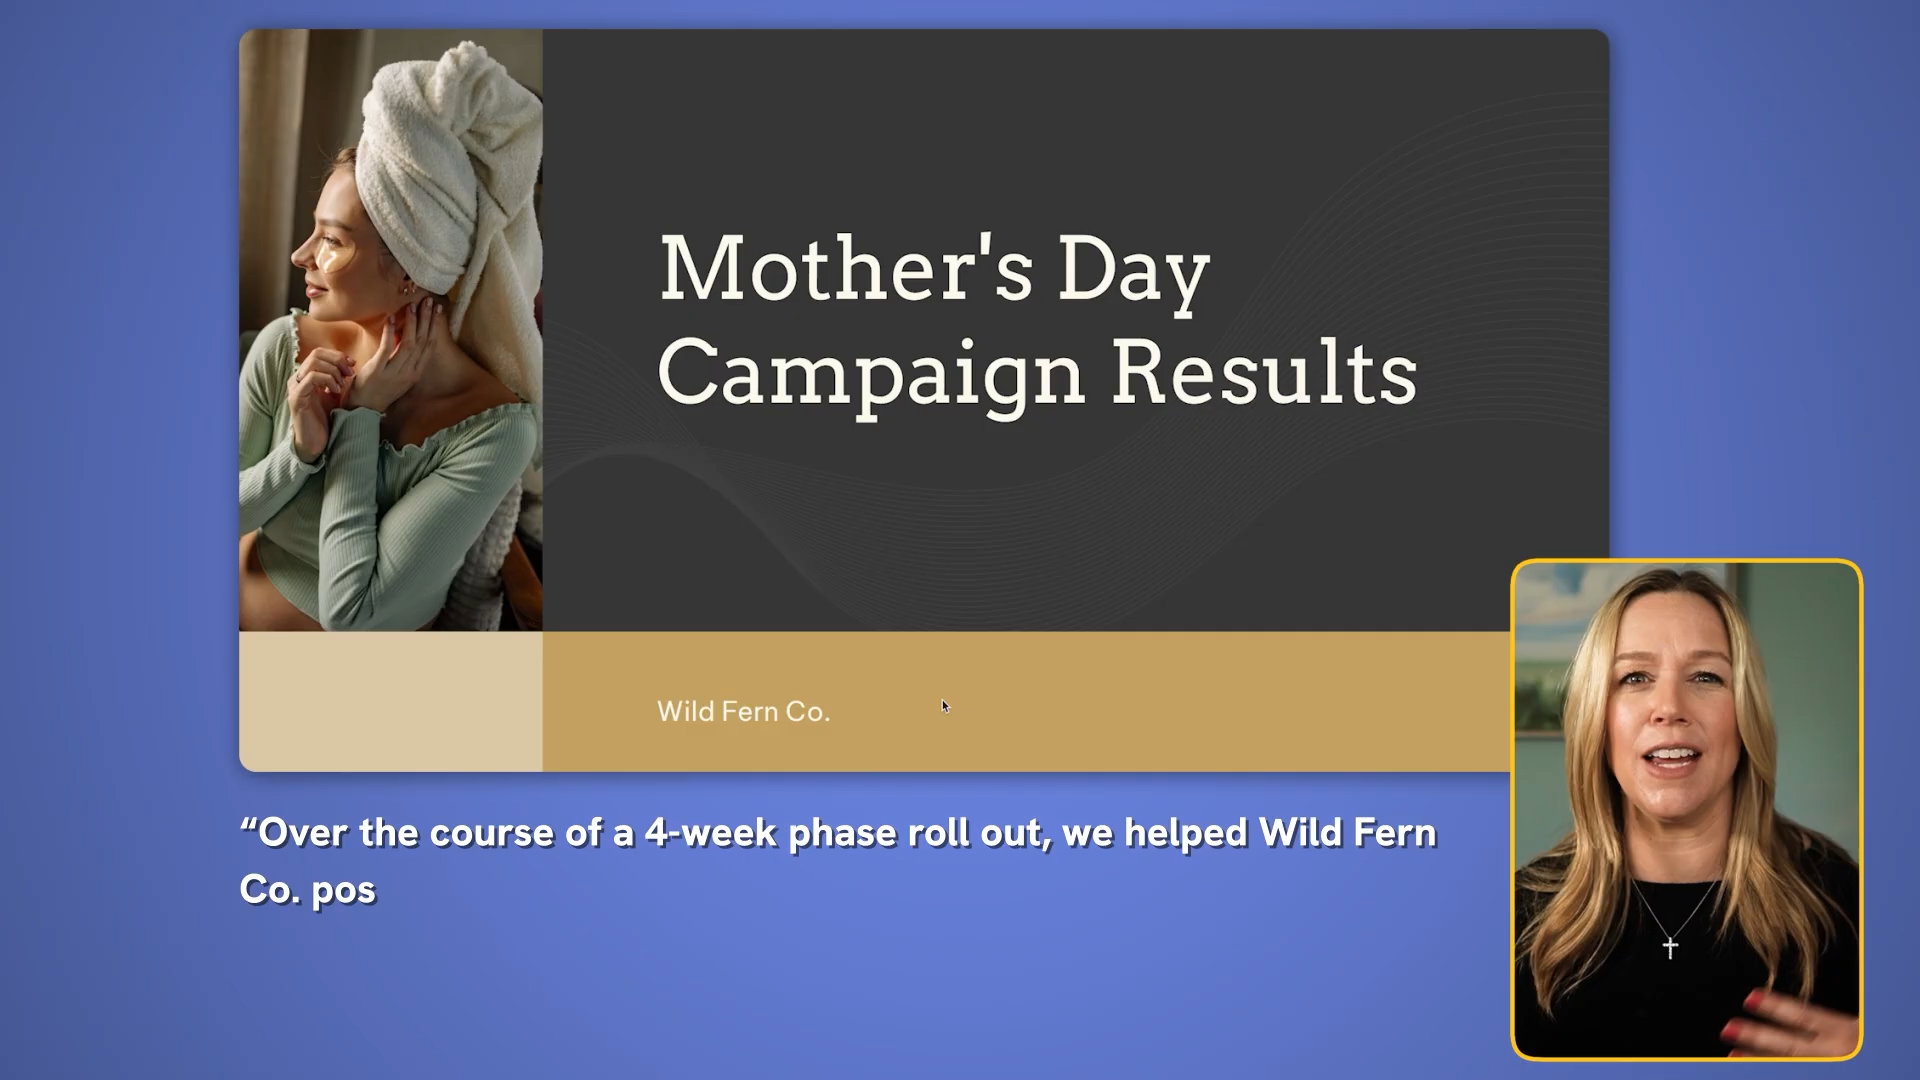 Mother's Day
Campaign Results
Wild Fern Co.
“Over the course of a 4-week phase roll out, we helped Wild Fern
Co. pos